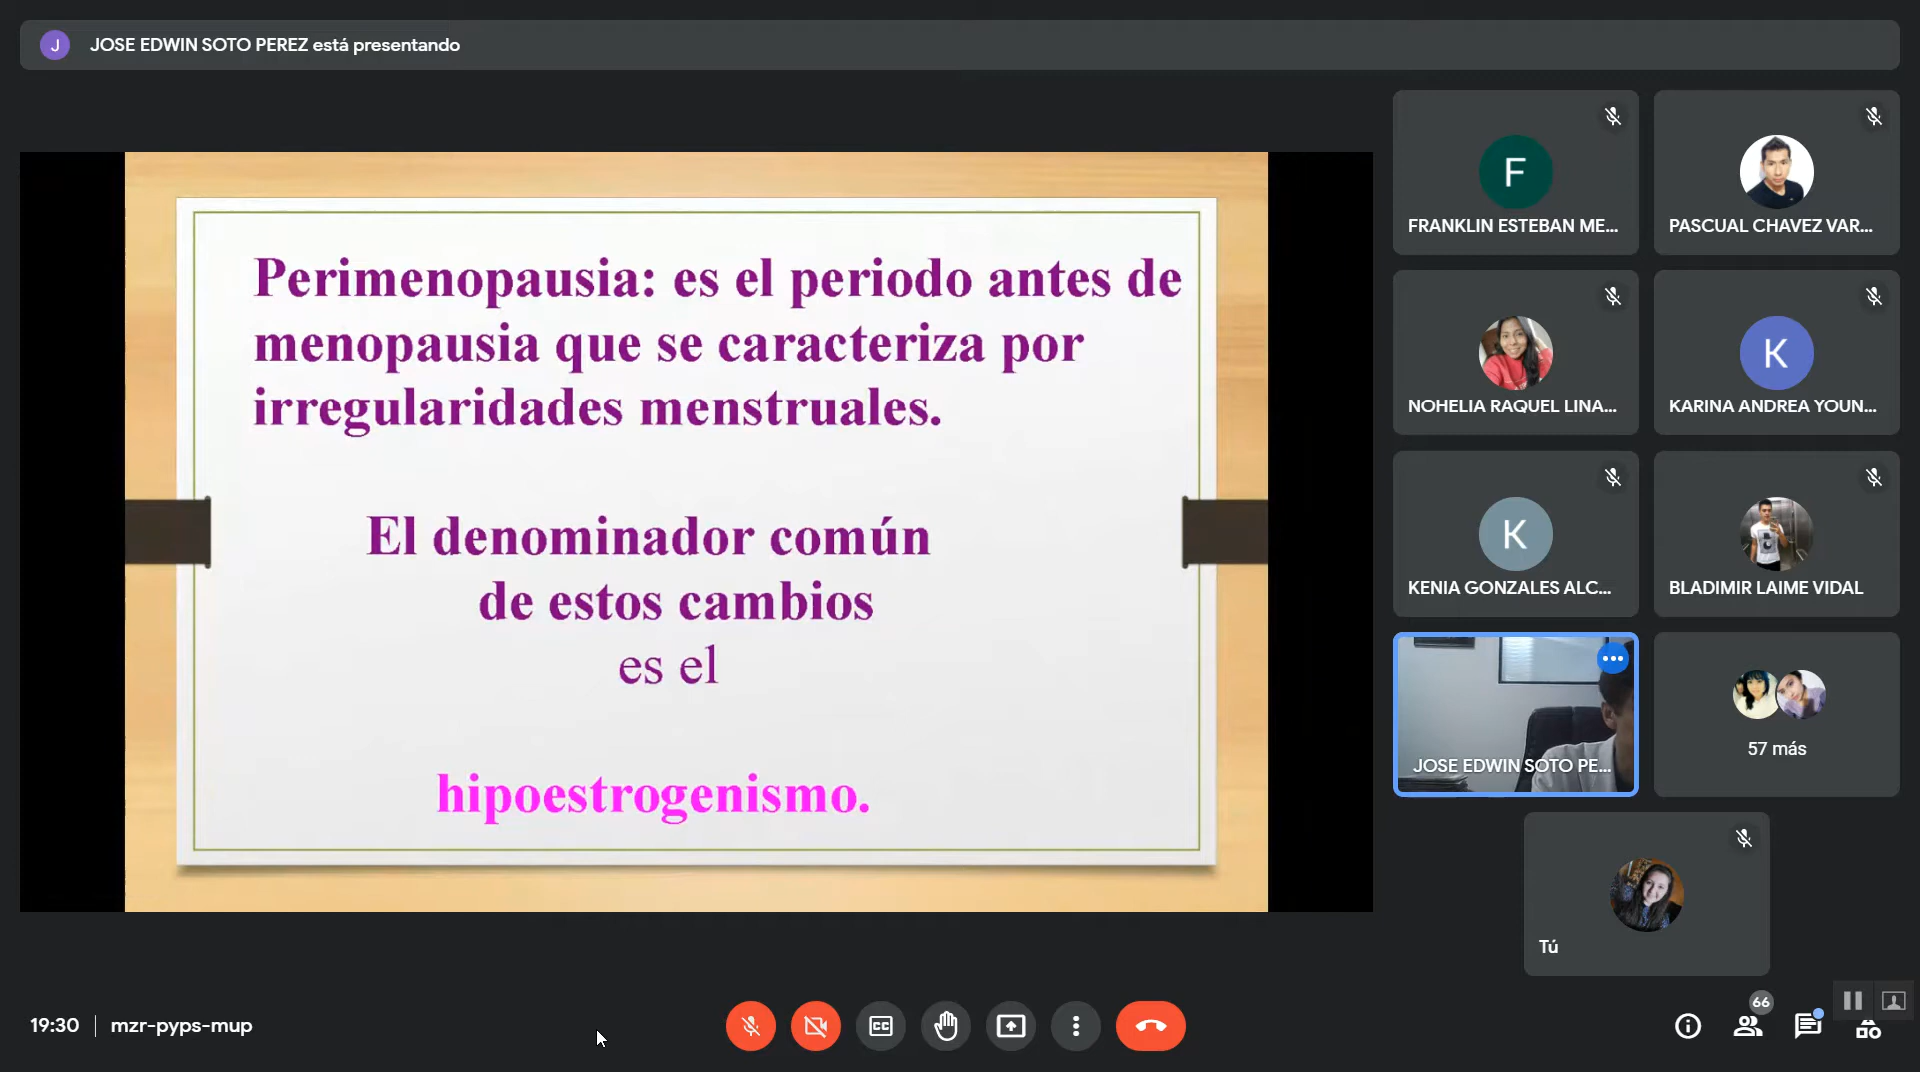 J
JOSE EDWIN SOTO PEREZ está presentando
Perimenopausia: es el periodo antes de
menopausia que se caracteriza por
irregularidades menstruales.
El denominador común
de estos cambios
es el
hipoestrogenismo.
F
FRANKLIN ESTEBAN ME...
PASCUAL CHAVEZ VAR...
NOHELIA RAQUEL LINA...
K
KARINA ANDREA YOUN...
K
KENIA GONZALES ALC...
BLADIMIR LAIME VIDAL
JOSE EDWIN SOTO PE...
57 más
Tú
19:30
mzr-pyps-mup
CC
66